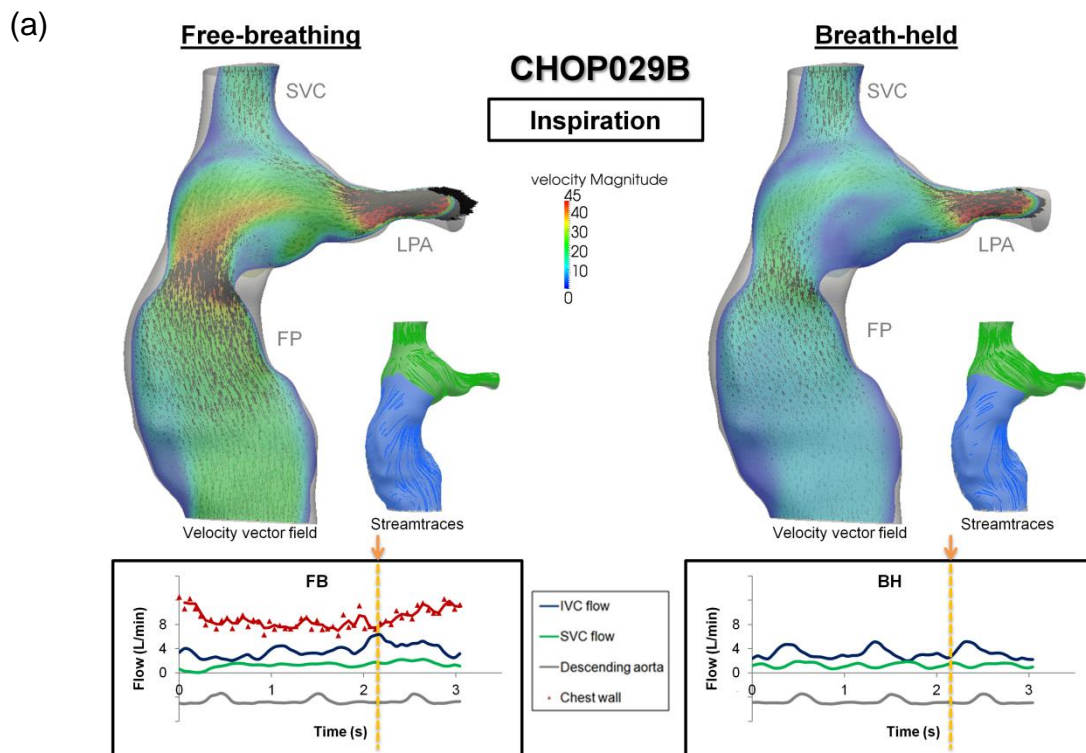 (a)
Free-breathing
Breath-held
CHOP029B
Inspiration
SVC
SVC
velocity Magnitude
45
40
30
20
10
0
LPA
LPA
FP
FP
Velocity vector field
Streamtraces
Velocity vector field
Streamtraces
FB
Flow (L/min)
8
4
0
0
1
2
3
Time (s)
IVC flow
SVC flow
Descending aorta
Chest wall
BH
Flow (L/min)
8
4
0
0
1
2
3
Time (s)